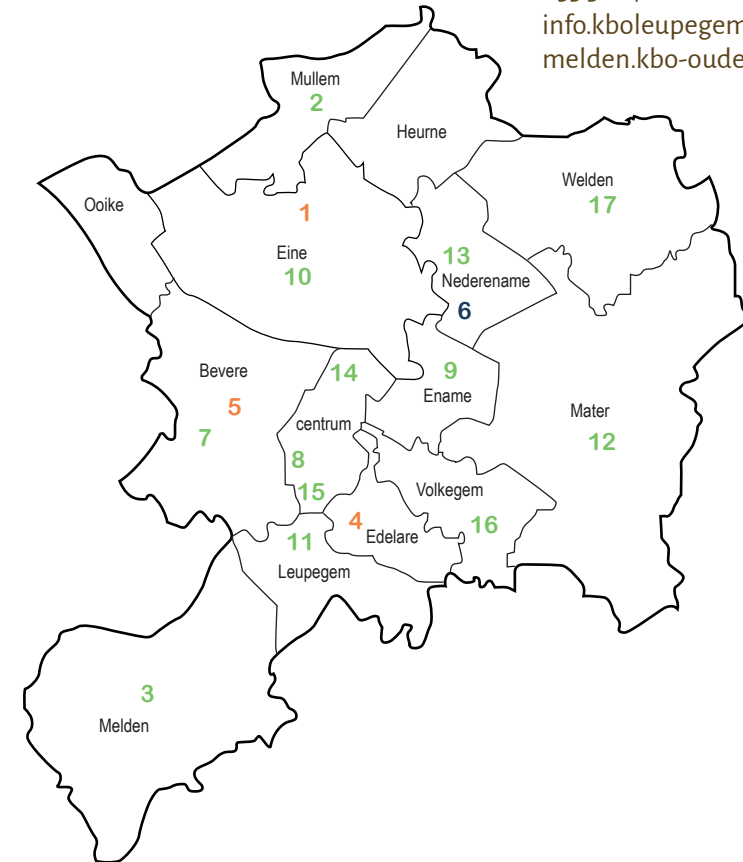 info.kboleupegem
melden.kbo-oude
Mullem
2
Heurne
Welden
17
Ooike
1
Eine
10
13
Nederename
6
Bevere
5
7
14
centrum
8
15
9
Ename
Mater
12
Volkegem
16
4
Edelare
11
Leupegem
3
Melden